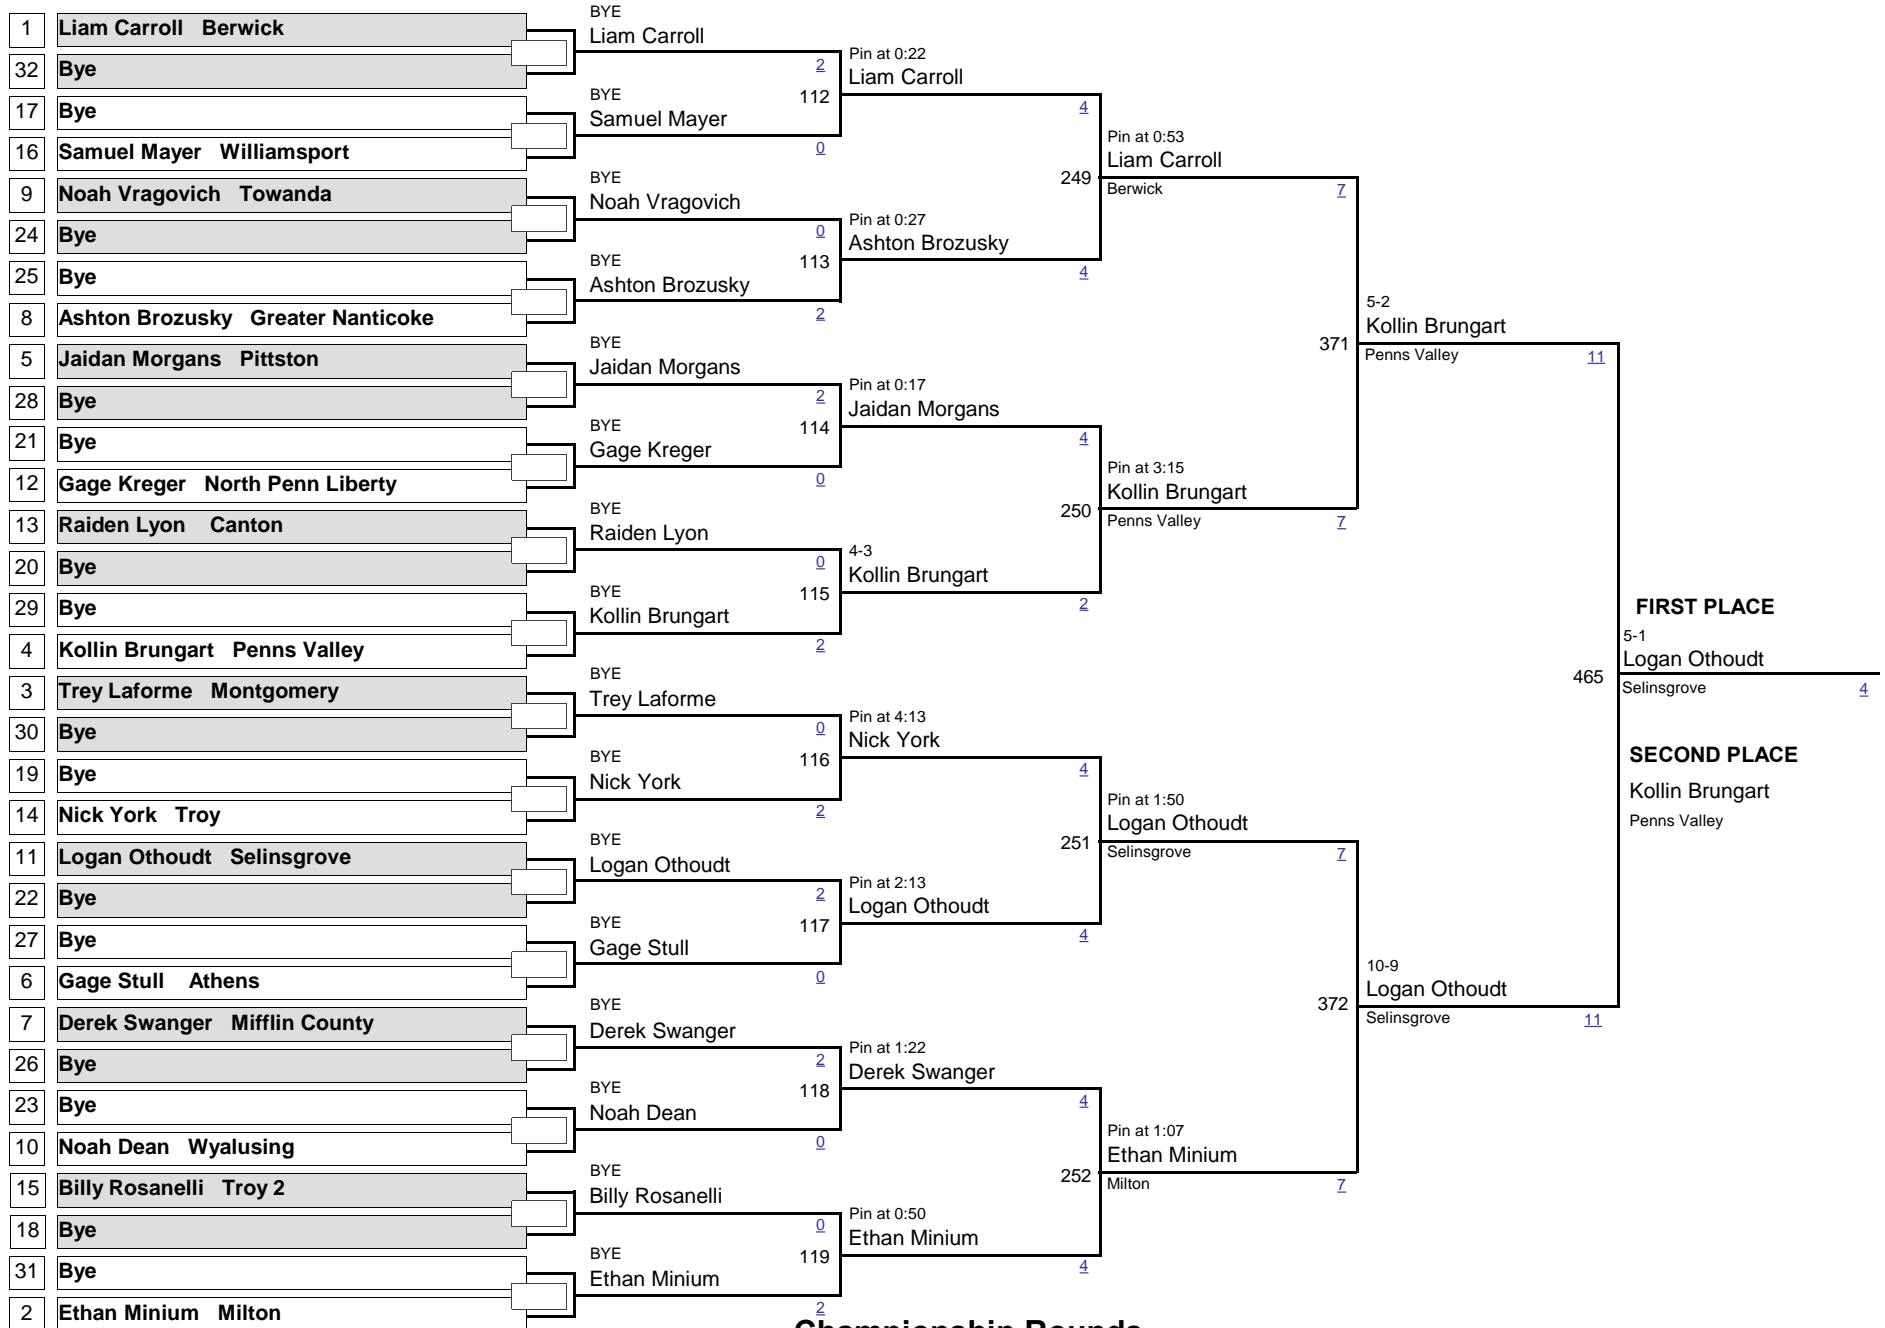 1 Liam Carroll Berwick
32 Bye
17 Bye
16 Samuel Mayer Williamsport
9 Noah Vragovich Towanda
24 Bye
25 Bye
8 Ashton Brozusky Greater Nanticoke
5 Jaidan Morgans Pittston
28 Bye
21 Bye
12 Gage Kreger North Penn Liberty
13 Raiden Lyon Canton
20 Bye
29 Bye
4 Kollin Brungart Penns Valley
3 Trey Laforme Montgomery
30 Bye
19 Bye
14 Nick York Troy
11 Logan Othoudt Selinsgrove
22 Bye
27 Bye
6 Gage Stull Athens
7 Derek Swanger Mifflin County
26 Bye
23 Bye
10 Noah Dean Wyalusing
15 Billy Rosanelli Troy 2
18 Bye
31 Bye
2 Ethan Minium Milton
BYE
Liam Carroll
2
112
BYE
Samuel Mayer
0
BYE
Noah Vragovich
0
113
BYE
Ashton Brozusky
2
BYE
Jaidan Morgans
2
114
BYE
Gage Kreger
0
BYE
Raiden Lyon
0
115
BYE
Kollin Brungart
2
BYE
Trey Laforme
0
116
BYE
Nick York
2
BYE
Logan Othoudt
2
117
BYE
Gage Stull
0
BYE
Derek Swanger
2
118
BYE
Noah Dean
0
BYE
Billy Rosanelli
0
119
BYE
Ethan Minium
2
Pin at 0:22
Liam Carroll
4
249
Pin at 0:27
Ashton Brozusky
4
Pin at 0:17
Jaidan Morgans
4
250
4-3
Kollin Brungart
2
Pin at 4:13
Nick York
4
251
Pin at 2:13
Logan Othoudt
4
Pin at 1:22
Derek Swanger
4
252
Pin at 0:50
Ethan Minium
4
Pin at 0:53
Liam Carroll
Berwick
7
371
Pin at 3:15
Kollin Brungart
Penns Valley
7
Pin at 1:50
Logan Othoudt
Selinsgrove
7
372
Pin at 1:07
Ethan Minium
Milton
7
5-2
Kollin Brungart
Penns Valley
11
465
10-9
Logan Othoudt
Selinsgrove
11
FIRST PLACE
5-1
Logan Othoudt
Selinsgrove
4
SECOND PLACE
Kollin Brungart
Penns Valley
Championship Rounds